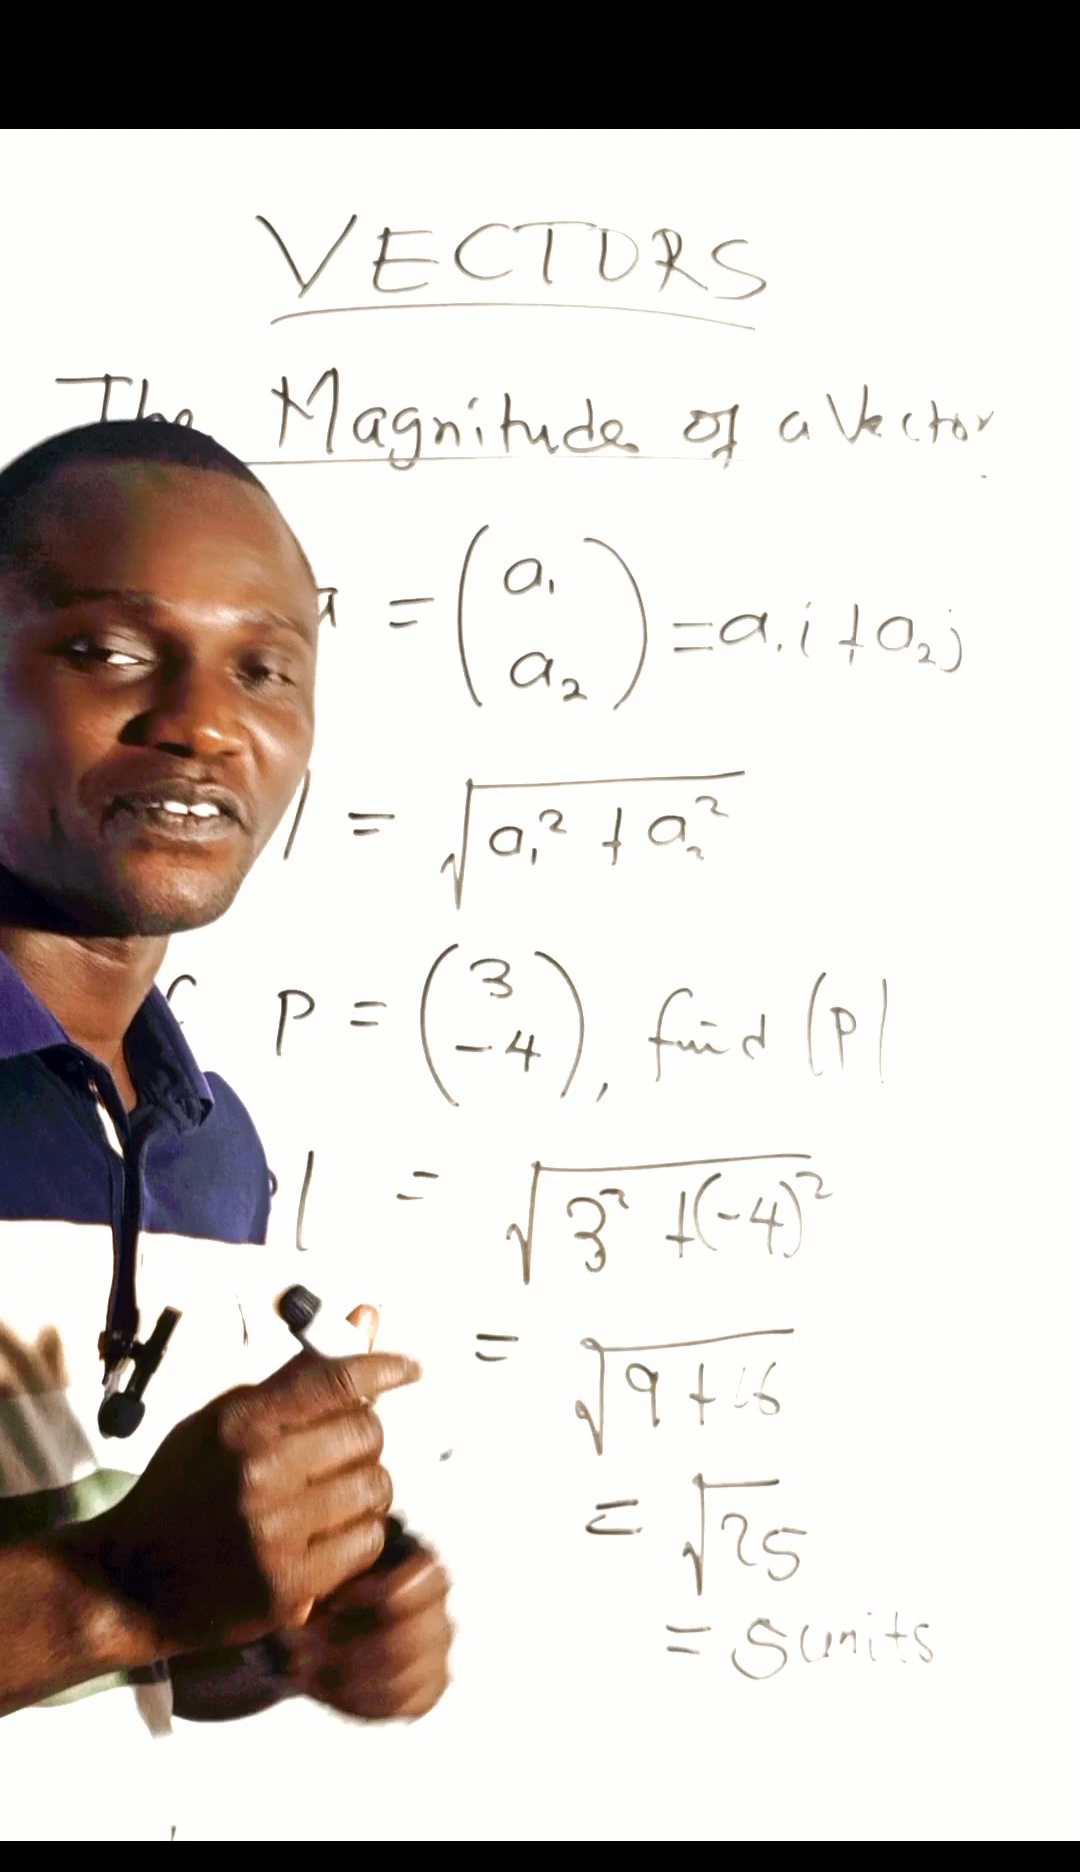 VECTORS
The Magnitude of a Vector
a = (a₁ a₂) = a₁i + a₂j
| = √a₁² + a₂²
P = (3 -4), find |P|
| = √3² + (-4)²
= √9 + 16
= √25
= 5 units